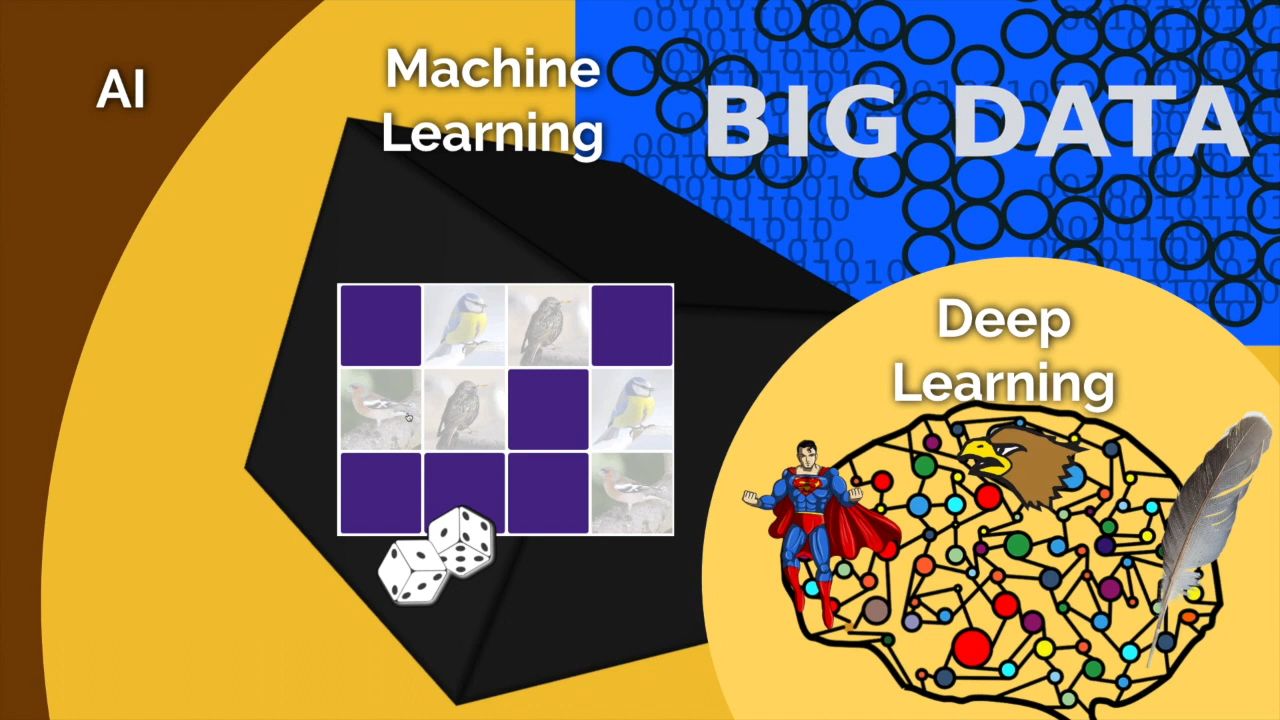 AI
Machine
Learning
BIG DATA
Deep
Learning